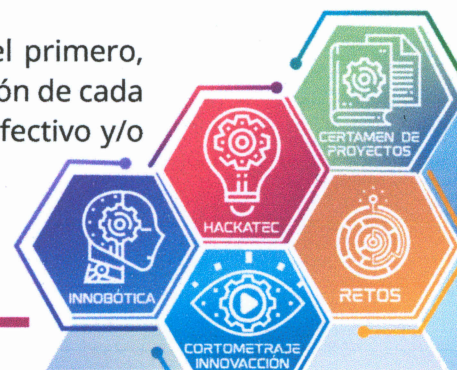 el primero,
ón de cada
fectivo y/o
CERTAMEN DE
PROYECTOS
HACKATEC
INNOBÓTICA
RETOS
CORTOMETRAJE
INNOVACCIÓN